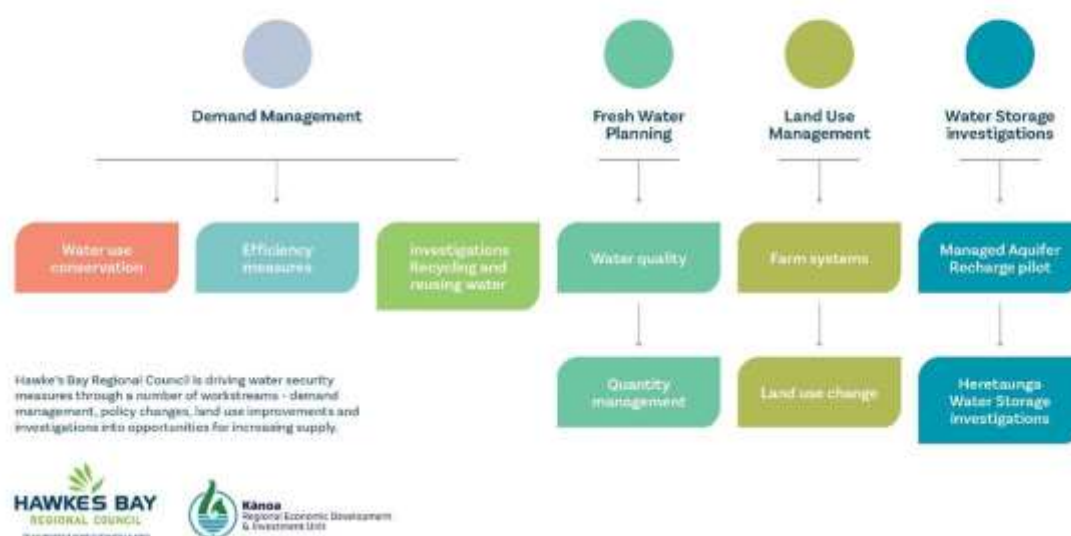 Demand Management
Fresh Water
Planning
Land Use
Management
Water Storage
investigations
Water use
conservation
Efficiency
measures
investigations
Recycling and
reusing water
Water quality
Farm systems
Managed Aquifer
Recharge pilot
Quantity
management
Land use change
Heretaunga
Water Storage
investigations
Hawke's Bay Regional Council is driving water security
measures through a number of workstreams - demand
management, policy changes, land use improvements and
investigations into opportunities for increasing supply.
HAWKES BAY
REGIONAL COUNCIL
Kānoa
Regional Economic Development
& Investment Unit